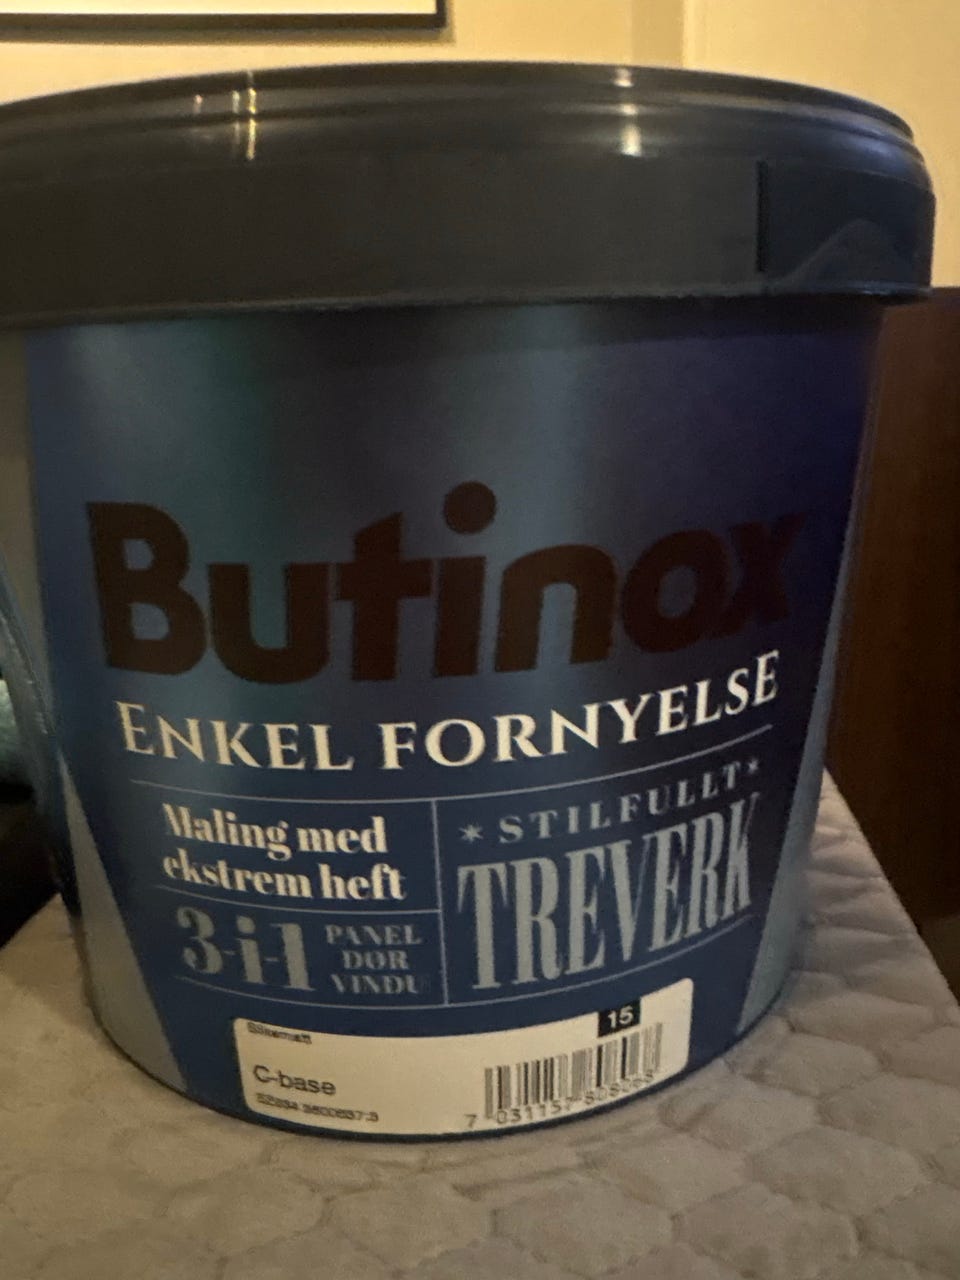 Butinox
ENKEL FORNYELSE
Maling med
ekstrem heft
3-i-1
PANEL
DØR
VINDU
*STILFULLT*
TREVERK
15
C-base